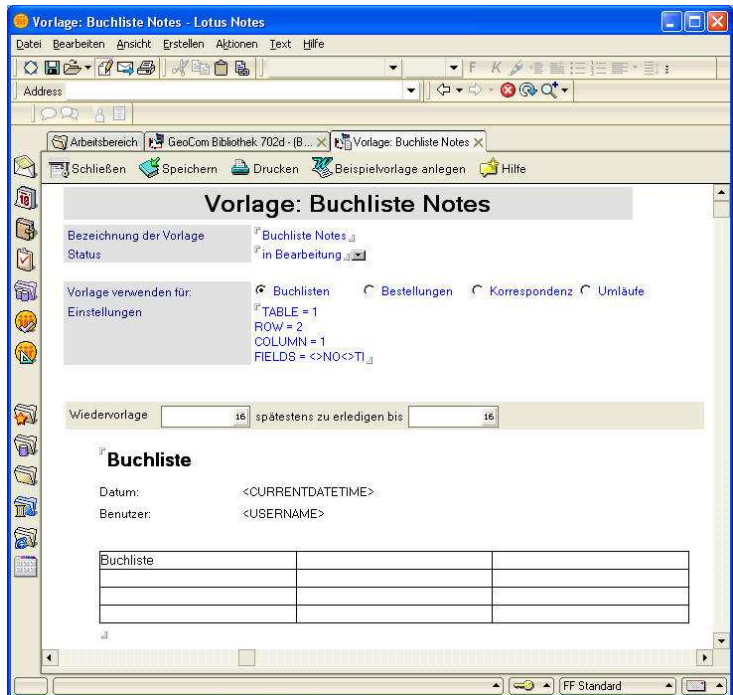 Vorlage: Buchliste Notes - Lotus Notes
Datei Bearbeiten Ansicht Erstellen Aktionen Text Hilfe
F K
Address
Arbeitsbereich GeoCom Bibliothek 702d - (B... Vorlage: Buchliste Notes
Schließen Speichern Drucken Beispielvorlage anlegen Hilfe
Vorlage: Buchliste Notes
Bezeichnung der Vorlage Buchliste Notes
Status in Bearbeitung
Vorlage verwenden für: Buchlisten Bestellungen Korrespondenz Umläufe
Einstellungen TABLE = 1
ROW = 2
COLUMN = 1
FIELDS = <>NO<>TI
Wiedervorlage 16 spätestens zu erledigen bis 16
Buchliste
Datum: <CURRENTDATETIME>
Benutzer: <USERNAME>
Buchliste
FF Standard